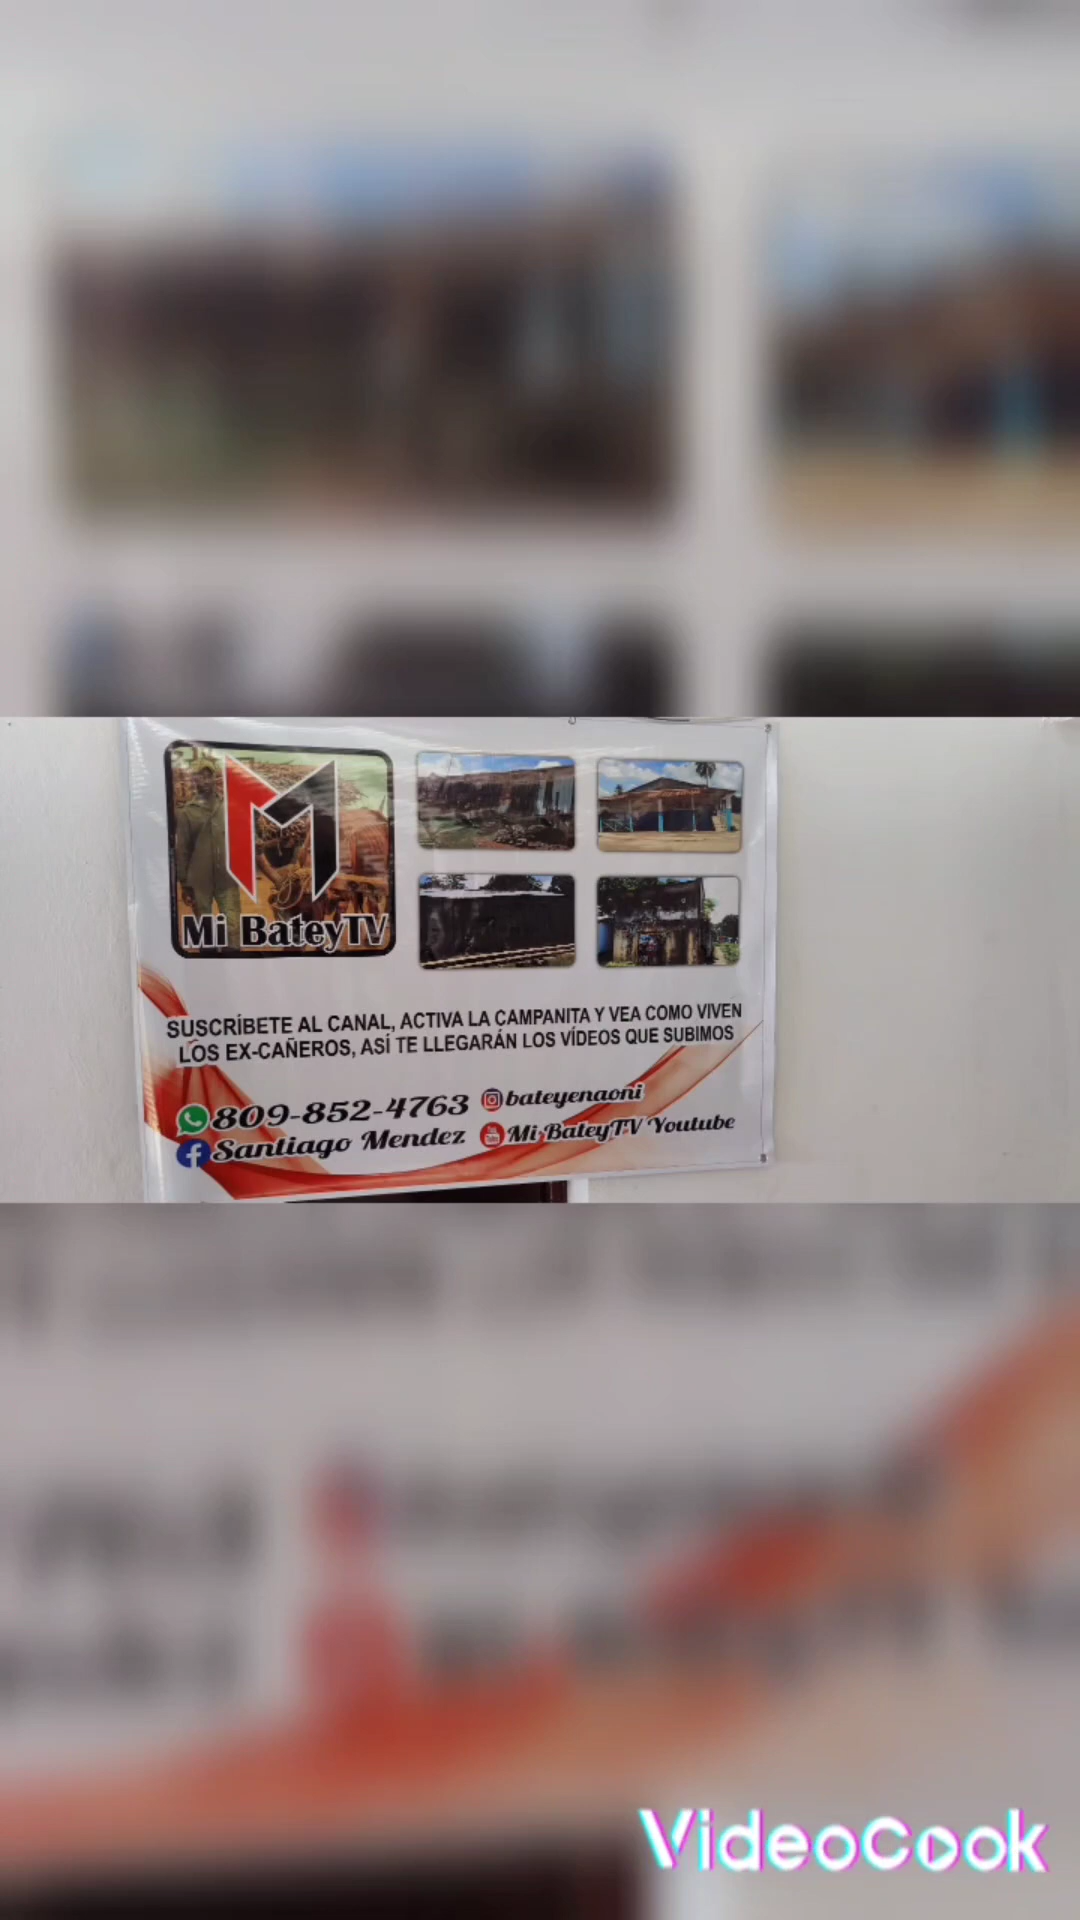 Mi BateyTV
SUSCRÍBETE AL CANAL, ACTIVA LA CAMPANITA Y VEA COMO VIVEN
LOS EX-CAÑEROS, ASÍ TE LLEGARÁN LOS VÍDEOS QUE SUBIMOS
809-852-4763
Santiago Mendez
bateyenaoni
Mi BateyTV Youtube
VideoCook